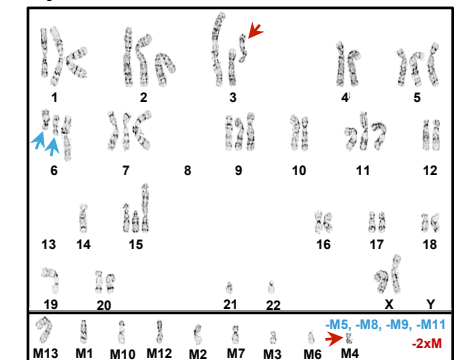 1 2 3 4 5
6 7 8 9 10 11 12
13 14 15 16 17 18
19 20 21 22 X Y
-M5, -M8, -M9, -M11
-2xM
M13 M1 M10 M12 M2 M7 M3 M6 M4